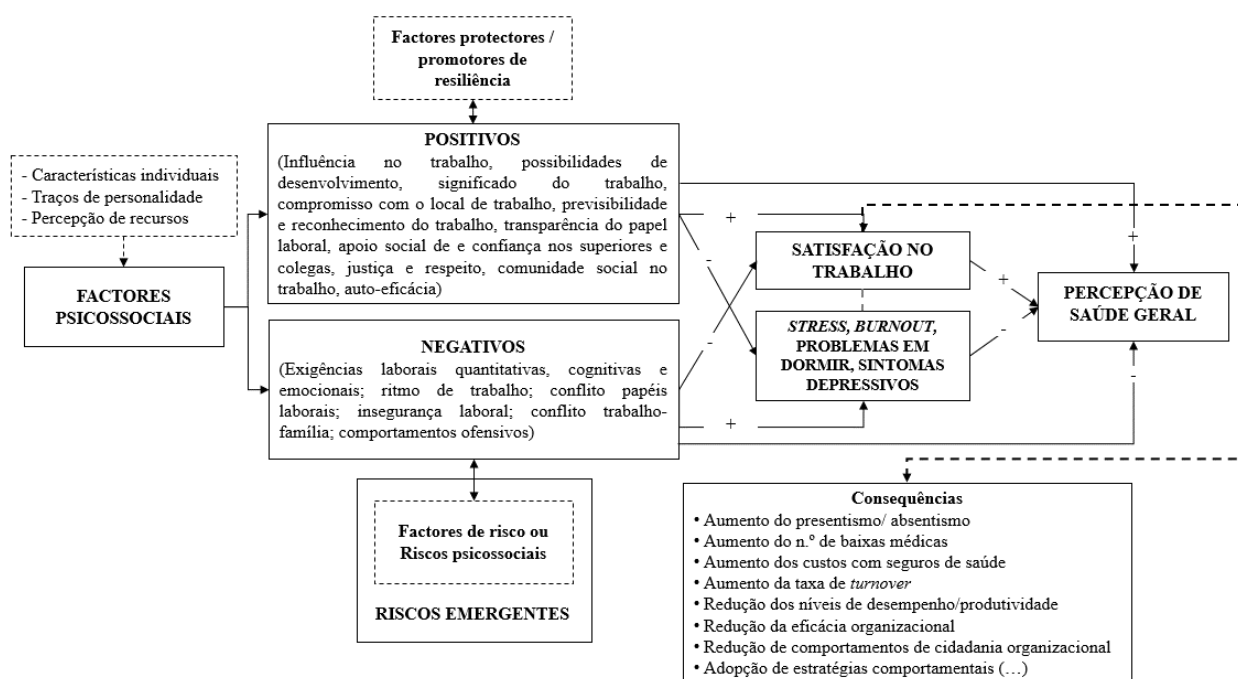 Factores protectores /
promotores de
resiliência
POSITIVOS
(Influência no trabalho, possibilidades de
desenvolvimento, significado do trabalho,
compromisso com o local de trabalho, previsibilidade
e reconhecimento do trabalho, transparência do papel
laboral, apoio social de e confiança nos superiores e
colegas, justiça e respeito, comunidade social no
trabalho, auto-eficácia)
- Características individuais
- Traços de personalidade
- Percepção de recursos
FACTORES
PSICOSSOCIAIS
NEGATIVOS
(Exigências laborais quantitativas, cognitivas e
emocionais; ritmo de trabalho; conflito papéis
laborais; insegurança laboral; conflito trabalho-
família; comportamentos ofensivos)
Factores de risco ou
Riscos psicossociais
RISCOS EMERGENTES
+
-
-
+
SATISFAÇÃO NO
TRABALHO
STRESS, BURNOUT,
PROBLEMAS EM
DORMIR, SINTOMAS
DEPRESSIVOS
+
+
-
-
PERCEPÇÃO DE
SAÚDE GERAL
Consequências
• Aumento do presentismo/ absentismo
• Aumento do n.º de baixas médicas
• Aumento dos custos com seguros de saúde
• Aumento da taxa de turnover
• Redução dos níveis de desempenho/produtividade
• Redução da eficácia organizacional
• Redução de comportamentos de cidadania organizacional
• Adopção de estratégias comportamentais (…)